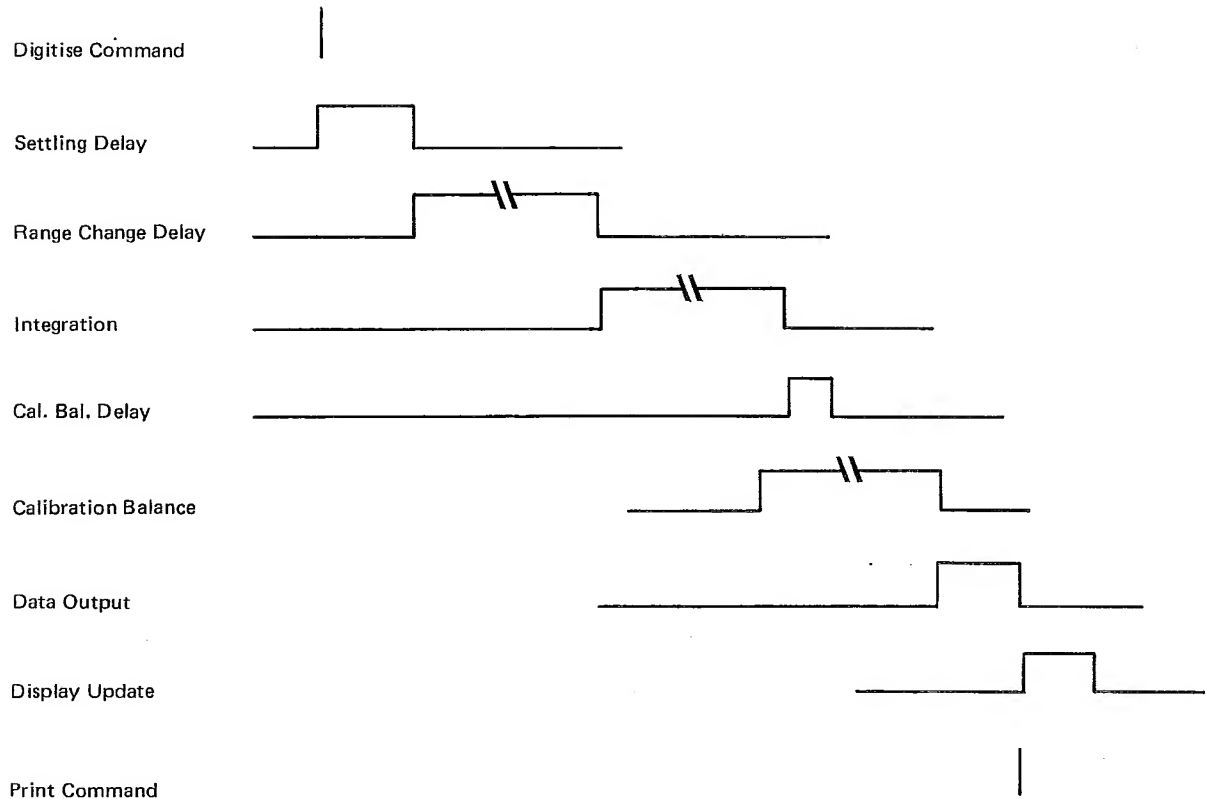 Digitise Command
Settling Delay
Range Change Delay
Integration
Cal. Bal. Delay
Calibration Balance
Data Output
Display Update
Print Command